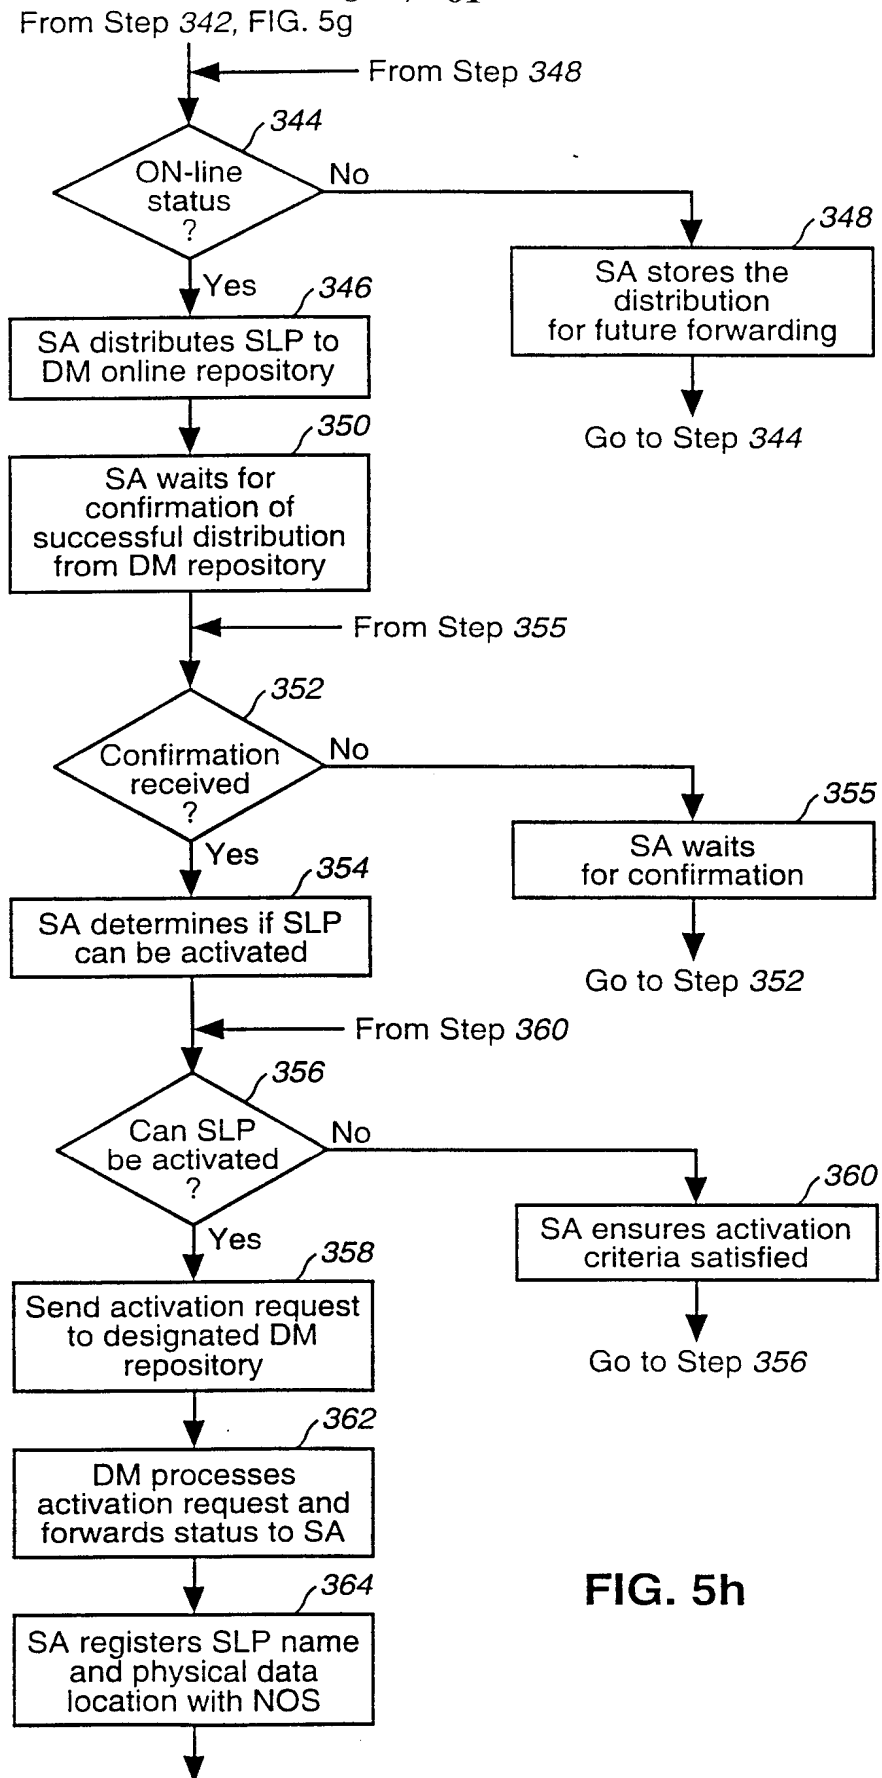 From Step 342, FIG. 5g
From Step 348
344
ON-line
status
?
No
Yes
348
SA stores the
distribution
for future forwarding
Go to Step 344
346
SA distributes SLP to
DM online repository
350
SA waits for
confirmation of
successful distribution
from DM repository
From Step 355
352
Confirmation
received
?
No
Yes
355
SA waits
for confirmation
Go to Step 352
354
SA determines if SLP
can be activated
From Step 360
356
Can SLP
be activated
?
No
Yes
360
SA ensures activation
criteria satisfied
Go to Step 356
358
Send activation request
to designated DM
repository
362
DM processes
activation request and
forwards status to SA
364
SA registers SLP name
and physical data
location with NOS
FIG. 5h